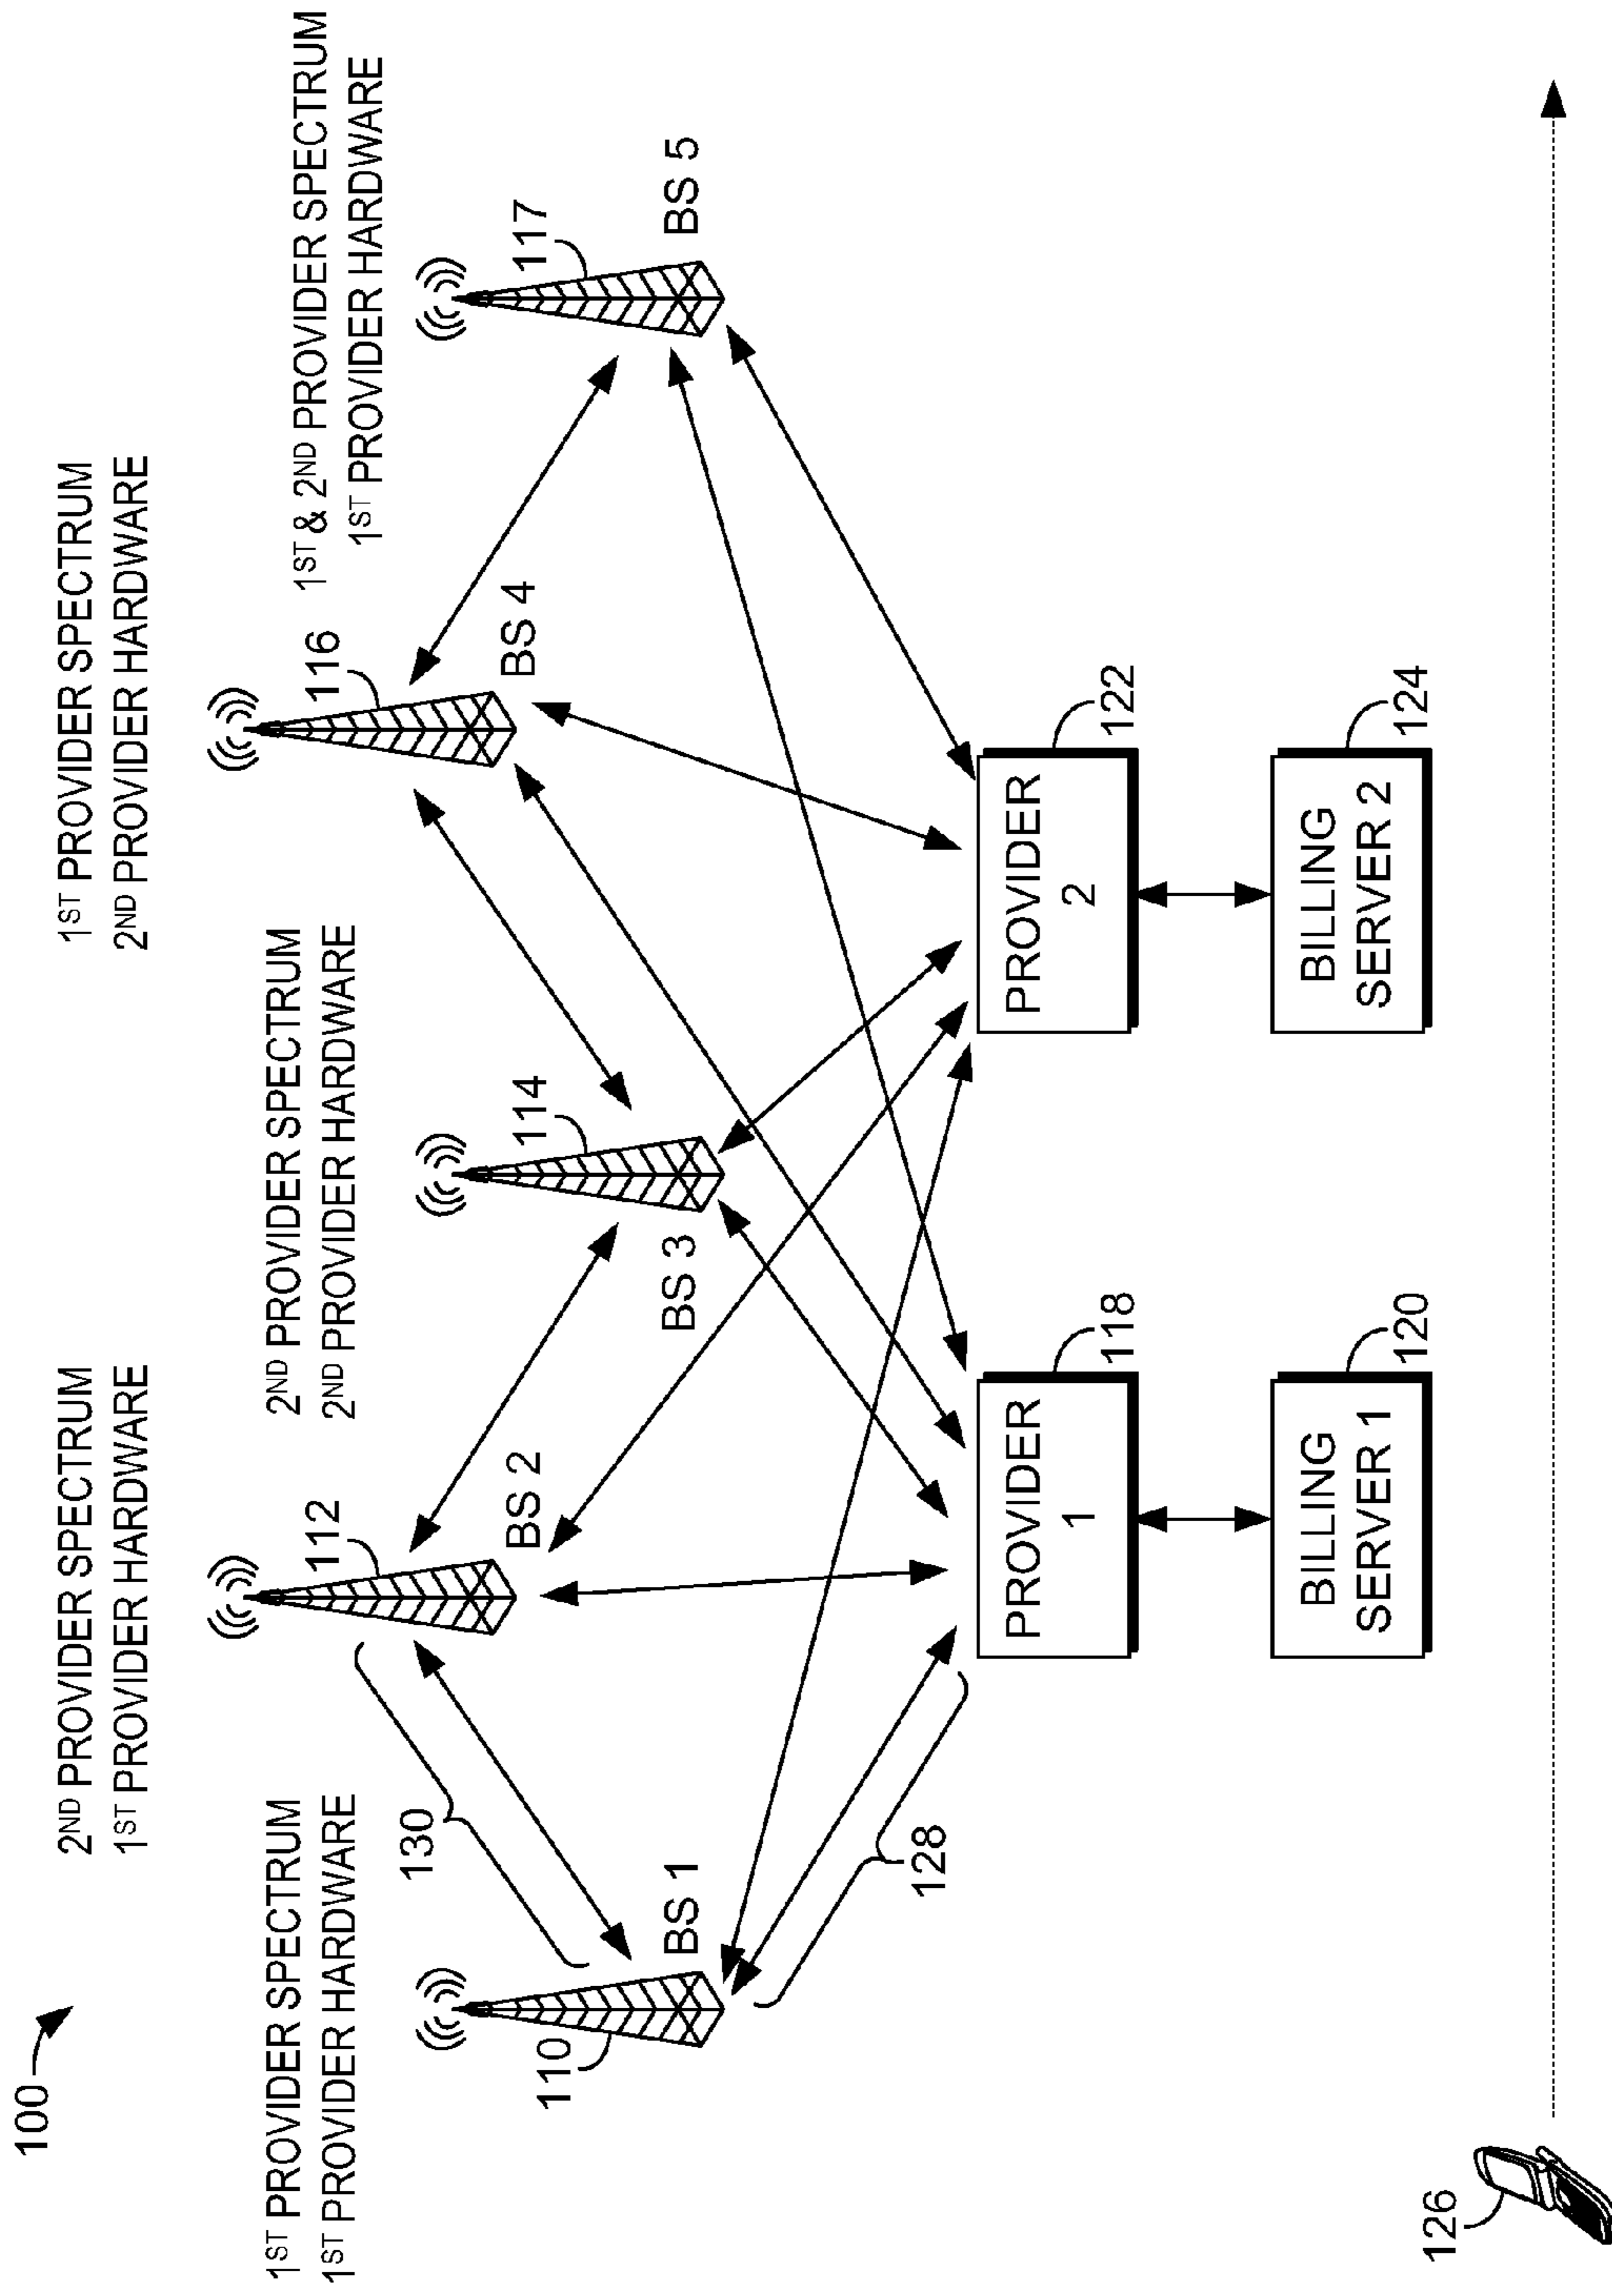 100
2ND PROVIDER SPECTRUM
1ST PROVIDER HARDWARE
1ST PROVIDER SPECTRUM
2ND PROVIDER HARDWARE
1ST PROVIDER SPECTRUM
1ST PROVIDER HARDWARE
2ND PROVIDER SPECTRUM
2ND PROVIDER HARDWARE
1ST & 2ND PROVIDER SPECTRUM
1ST PROVIDER HARDWARE
112
116
130
BS 2
BS 4
110
114
117
BS 1
BS 3
BS 5
128
PROVIDER
1
118
PROVIDER
2
122
BILLING
SERVER 1
120
BILLING
SERVER 2
124
126